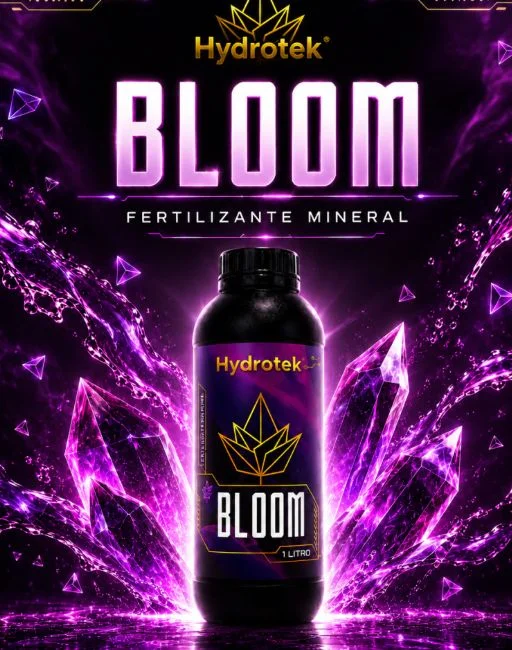 Hydrotek®
BLOOM
FERTILIZANTE MINERAL
Hydrotek
BLOOM
1 LITRO